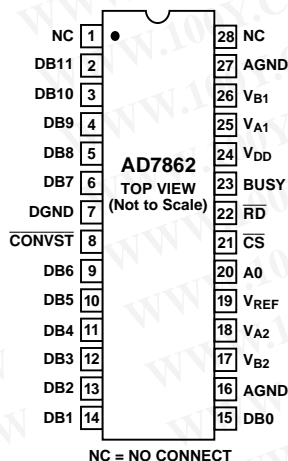 NC 1 28 NC
DB11 2 27 AGND
DB10 3 26 VB1
DB9 4 25 VA1
DB8 5 24 VDD
DB7 6 23 BUSY
DGND 7 22 R̅D̅
C̅O̅N̅V̅S̅T̅ 8 21 C̅S̅
DB6 9 20 A0
DB5 10 19 VREF
DB4 11 18 VA2
DB3 12 17 VB2
DB2 13 16 AGND
DB1 14 15 DB0
AD7862
TOP VIEW
(Not to Scale)
NC = NO CONNECT